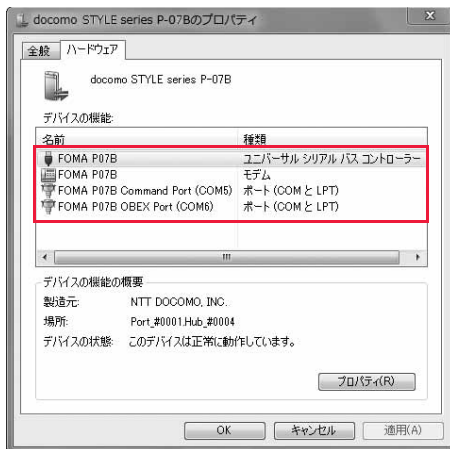 docomo STYLE series P-07Bのプロパティ
全般 ハードウェア
docomo STYLE series P-07B
デバイスの機能:
名前 種類
FOMA P07B ユニバーサル シリアル バス コントローラー
FOMA P07B モデム
FOMA P07B Command Port (COM5) ポート (COM と LPT)
FOMA P07B OBEX Port (COM6) ポート (COM と LPT)
デバイスの機能の概要
製造元: NTT DOCOMO, INC.
場所: Port_#0001.Hub_#0004
デバイスの状態: このデバイスは正常に動作しています。
プロパティ(R)
OK キャンセル 適用(A)